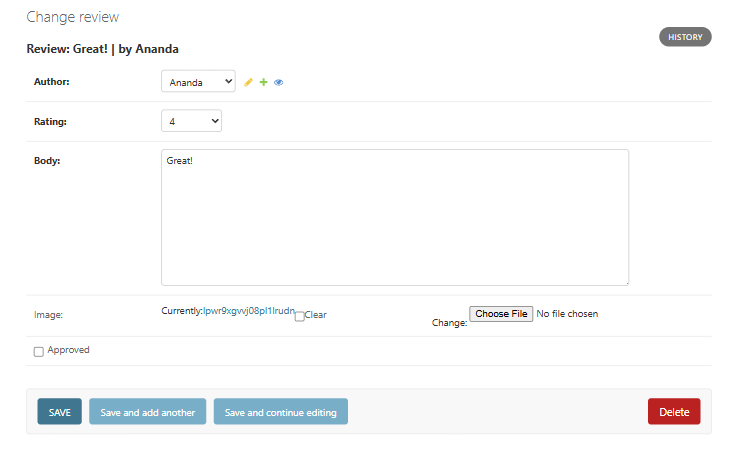 Change review
HISTORY
Review: Great! | by Ananda
Author: Ananda
Rating: 4
Body: Great!
Image: Currently:lpwr9xgvvj08pl1lrudn Clear Change: Choose File No file chosen
Approved
SAVE Save and add another Save and continue editing Delete